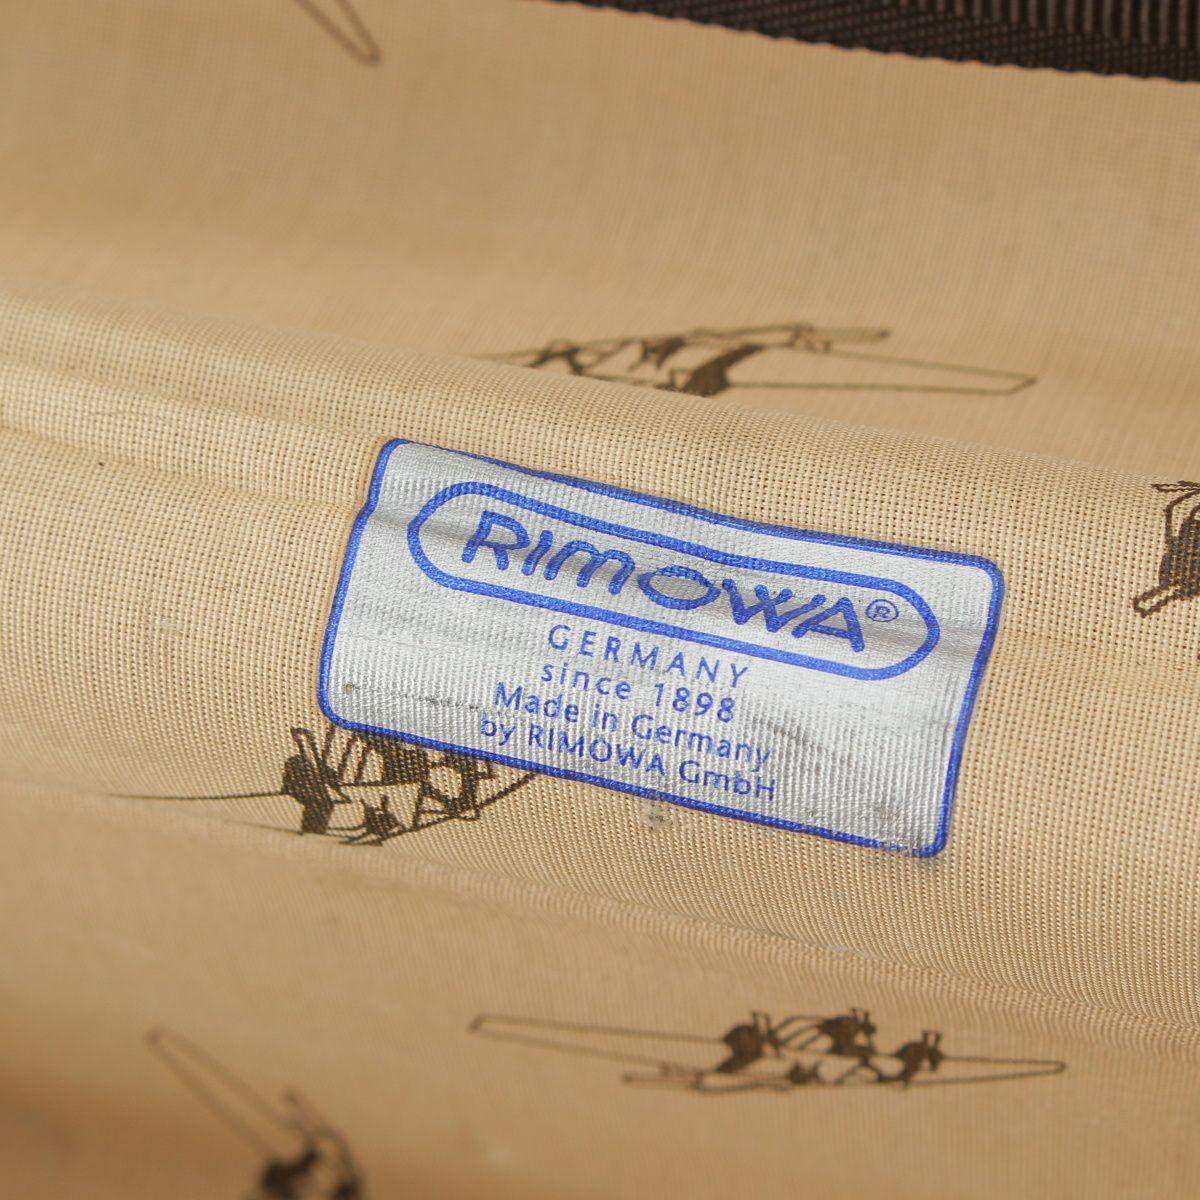 RIMOWA®
GERMANY
since 1898
Made in Germany
by RIMOWA GmbH